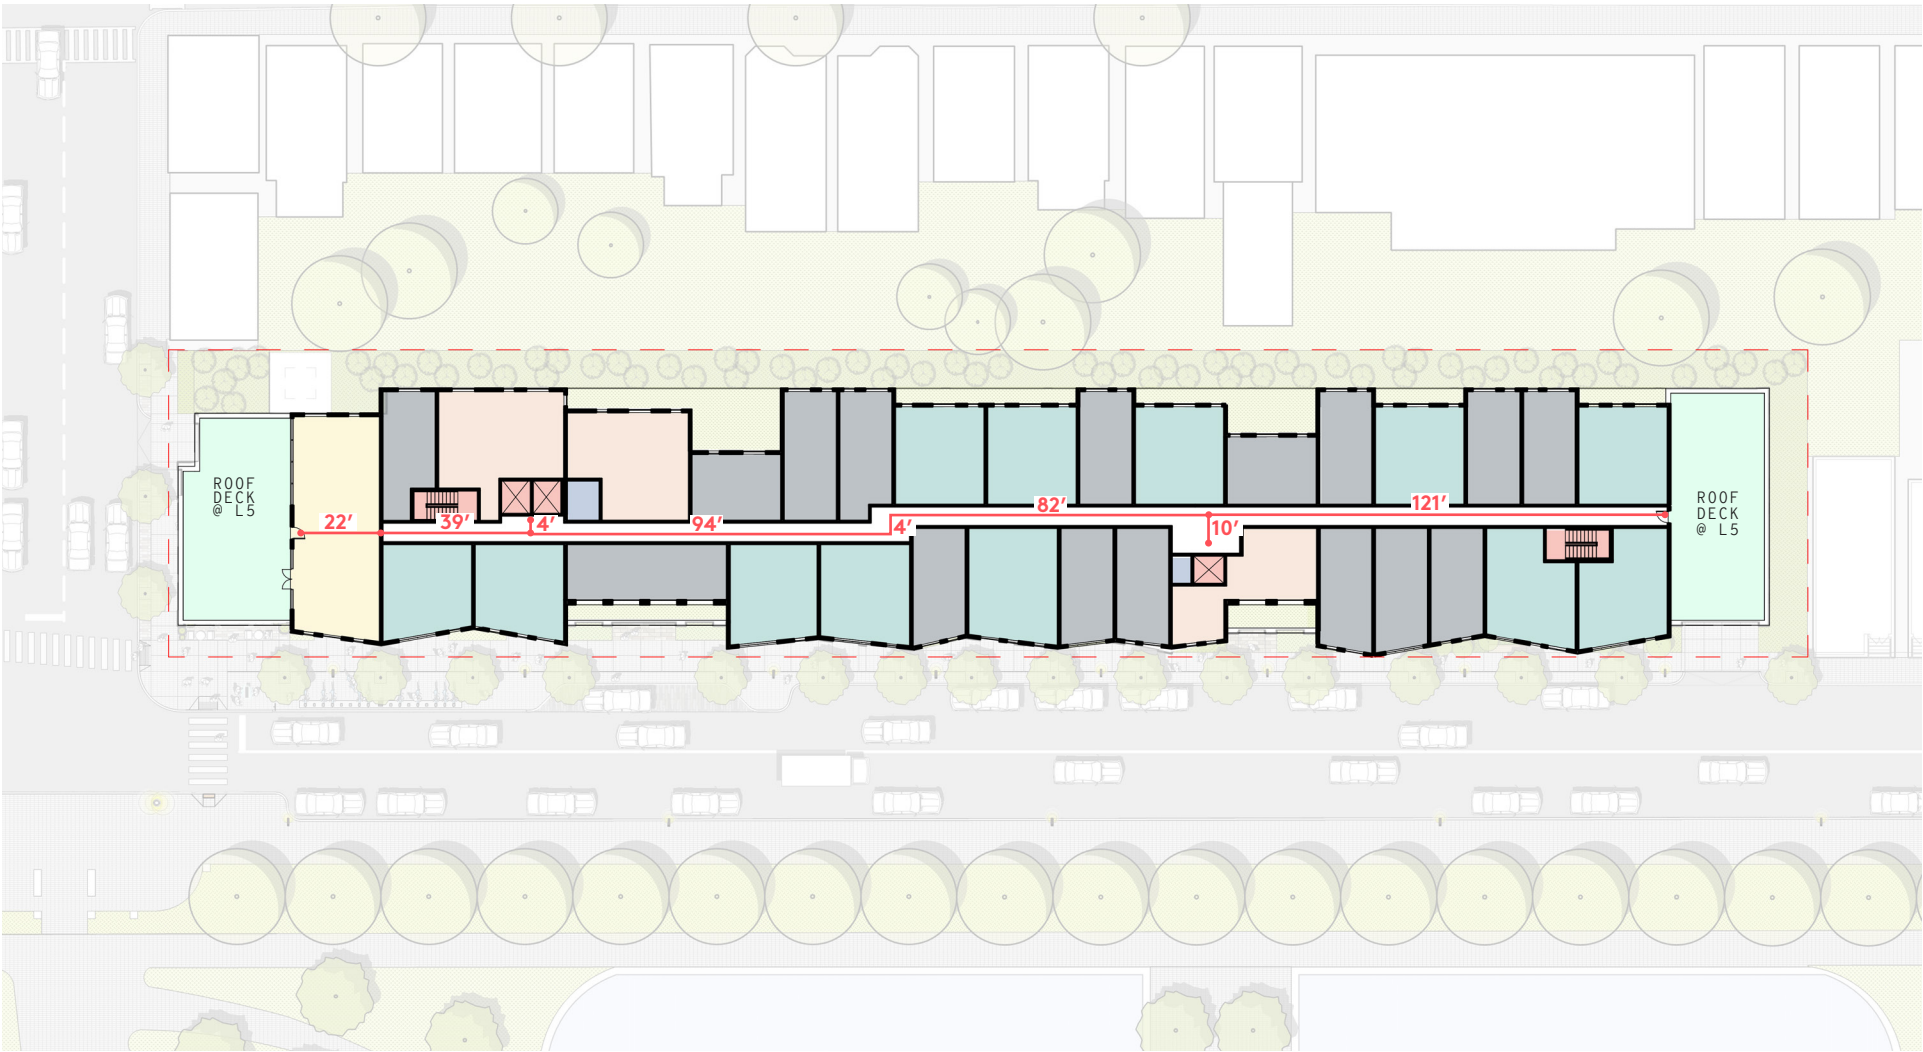 ROOF
DECK
@ L5
22'
39'
4'
94'
4'
82'
10'
121'
ROOF
DECK
@ L5